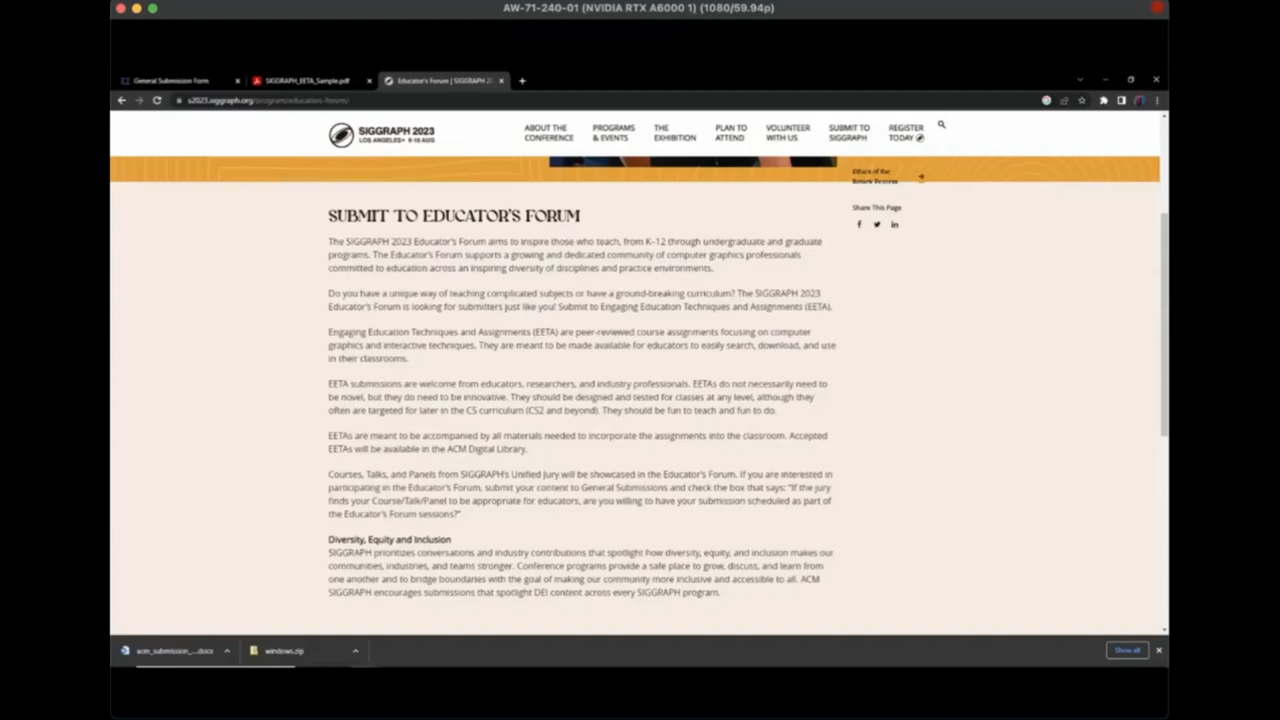 AW-71-240-01 (NVIDIA RTX A6000 1) (1080/59.94p)
General Submission Form
SIGGRAPH_EETA_Sample.pdf
Educator's Forum | SIGGRAPH 2
s2023.siggraph.org/program/educators-forum/
SIGGRAPH 2023
LOS ANGELES+ 6-10 AUG
ABOUT THE
CONFERENCE
PROGRAMS
& EVENTS
THE
EXHIBITION
PLAN TO
ATTEND
VOLUNTEER
WITH US
SUBMIT TO
SIGGRAPH
REGISTER
TODAY
Ethics of the
Review Process
Share This Page
SUBMIT TO EDUCATOR'S FORUM
The SIGGRAPH 2023 Educator's Forum aims to inspire those who teach, from K–12 through undergraduate and graduate
programs. The Educator's Forum supports a growing and dedicated community of computer graphics professionals
committed to education across an inspiring diversity of disciplines and practice environments.
Do you have a unique way of teaching complicated subjects or have a ground-breaking curriculum? The SIGGRAPH 2023
Educator's Forum is looking for submitters just like you! Submit to Engaging Education Techniques and Assignments (EETA).
Engaging Education Techniques and Assignments (EETA) are peer-reviewed course assignments focusing on computer
graphics and interactive techniques. They are meant to be made available for educators to easily search, download, and use
in their classrooms.
EETA submissions are welcome from educators, researchers, and industry professionals. EETAs do not necessarily need to
be novel, but they do need to be innovative. They should be designed and tested for classes at any level, although they
often are targeted for later in the CS curriculum (CS2 and beyond). They should be fun to teach and fun to do.
EETAs are meant to be accompanied by all materials needed to incorporate the assignments into the classroom. Accepted
EETAs will be available in the ACM Digital Library.
Courses, Talks, and Panels from SIGGRAPH's Unified Jury will be showcased in the Educator's Forum. If you are interested in
participating in the Educator's Forum, submit your content to General Submissions and check the box that says: "If the jury
finds your Course/Talk/Panel to be appropriate for educators, are you willing to have your submission scheduled as part of
the Educator's Forum sessions?"
Diversity, Equity and Inclusion
SIGGRAPH prioritizes conversations and industry contributions that spotlight how diversity, equity, and inclusion makes our
communities, industries, and teams stronger. Conference programs provide a safe place to grow, discuss, and learn from
one another and to bridge boundaries with the goal of making our community more inclusive and accessible to all. ACM
SIGGRAPH encourages submissions that spotlight DEI content across every SIGGRAPH program.
acm_submission_....docx
windows.zip
Show all